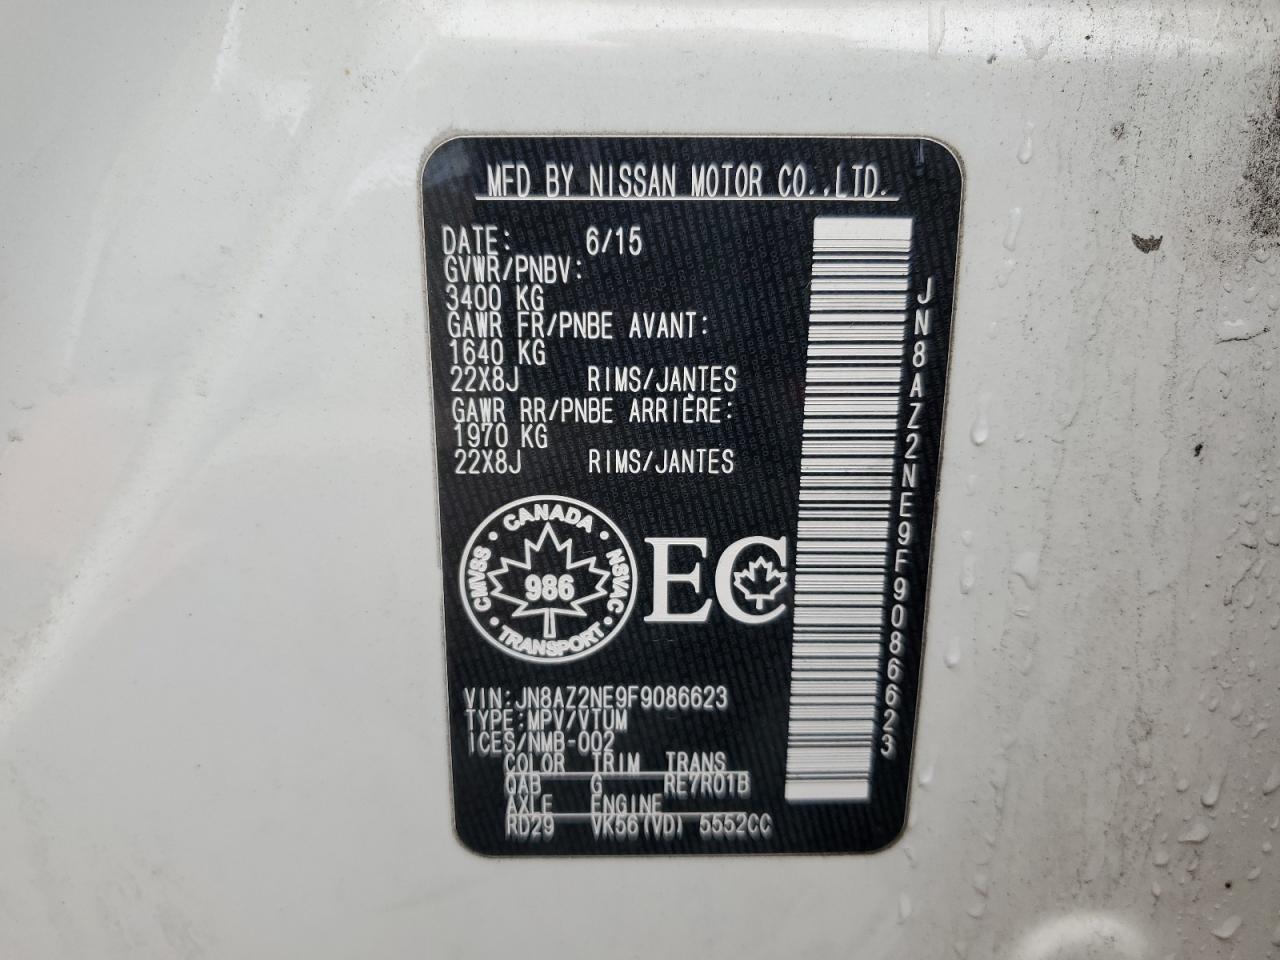 MFD BY NISSAN MOTOR CO.,LTD.
DATE: 6/15
GVWR/PNBV:
3400 KG
GAWR FR/PNBE AVANT:
1640 KG
22X8J RIMS/JANTES
GAWR RR/PNBE ARRIÈRE:
1970 KG
22X8J RIMS/JANTES
CANADA
CMVSS
NSVAC
986
TRANSPORT
EC
VIN:JN8AZ2NE9F9086623
TYPE:MPV/VTUM
ICES/NMB-002
COLOR TRIM TRANS
QAB G RE7R01B
AXLE ENGINE
RD29 VK56(VD) 5552CC
JN8AZ2NE9F9086623